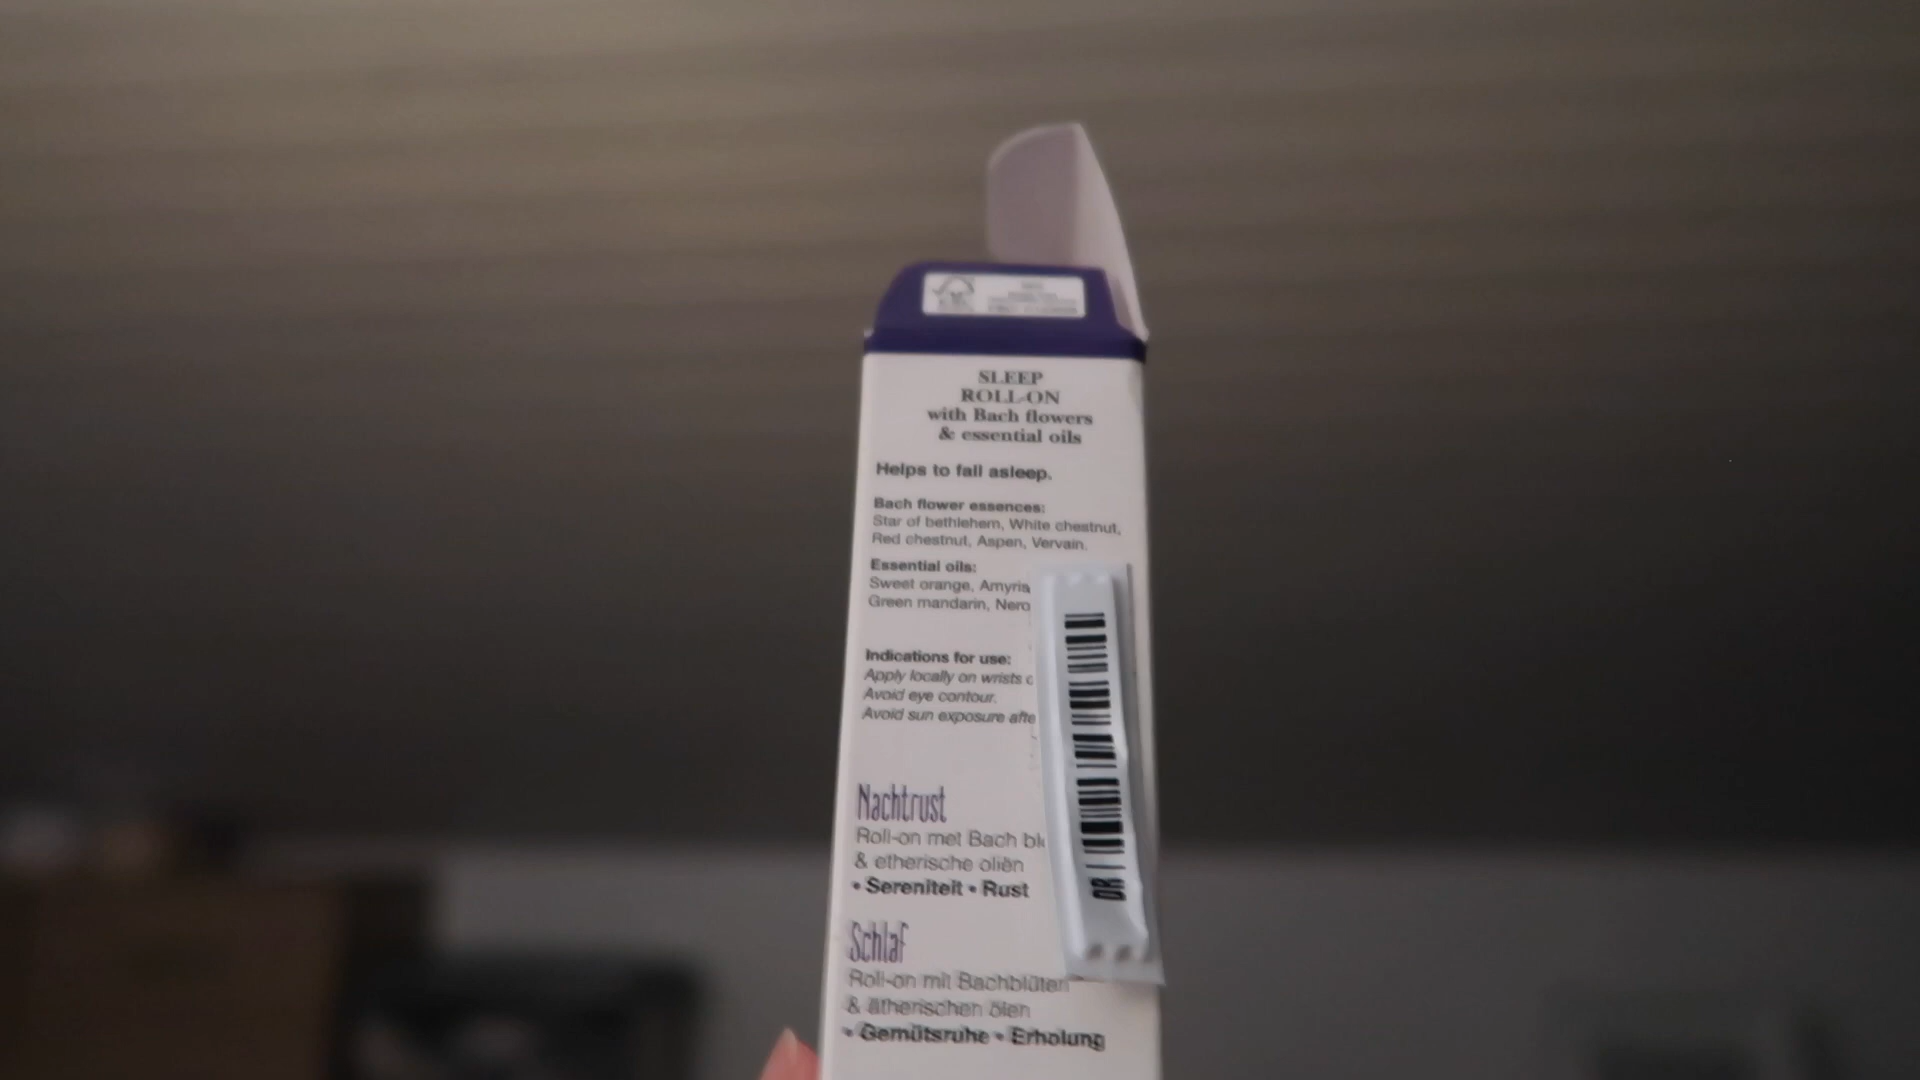 SLEEP
ROLL-ON
with Bach flowers
& essential oils
Helps to fall asleep.
Bach flower essences:
Star of bethlehem, White chestnut,
Red chestnut, Aspen, Vervain.
Essential oils:
Sweet orange, Amyris
Green mandarin, Nero
Indications for use:
Apply locally on wrists
Avoid eye contour.
Avoid sun exposure afte
Nachtrust
Roll-on met Bach
& etherische oliën
• Sereniteit • Rust
Schlaf
Roll-on mit Bachblüten
& ätherischen ölen
• Gemütsruhe • Erholung